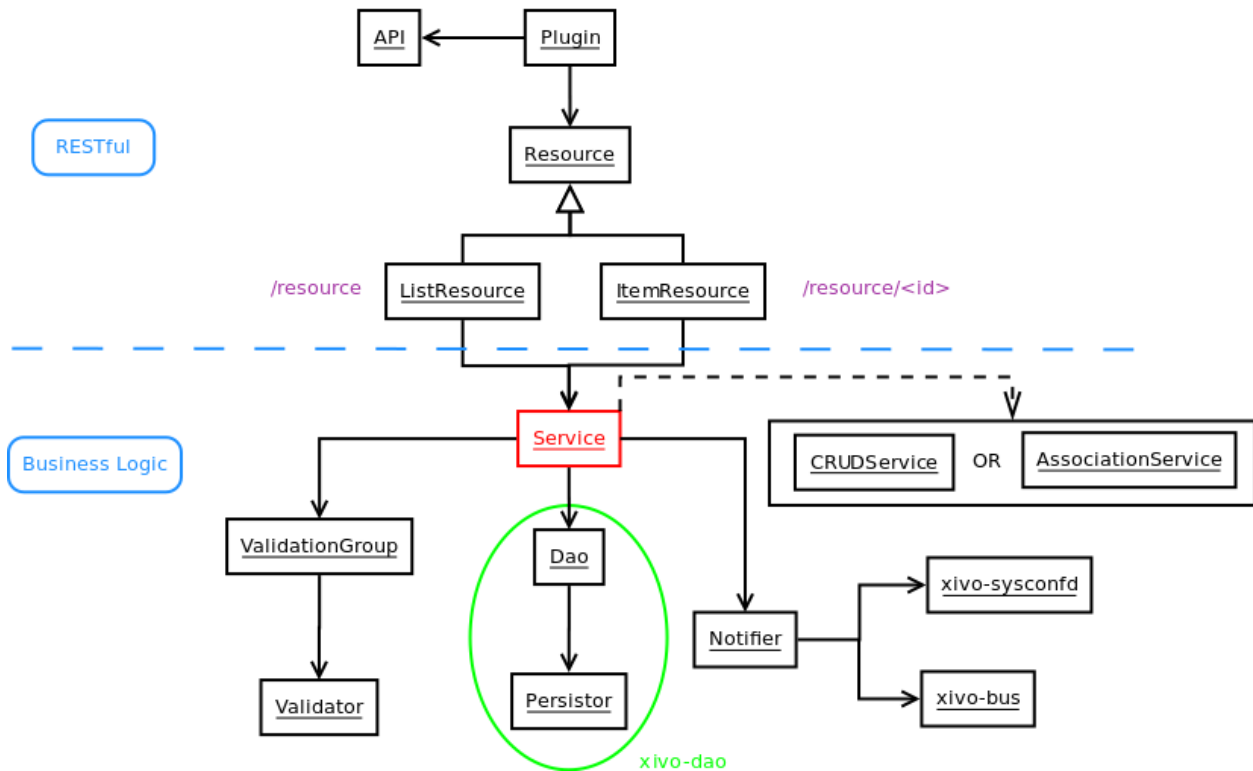 API
Plugin
RESTful
Resource
/resource
ListResource
ItemResource
/resource/<id>
Service
Business Logic
CRUDService
OR
AssociationService
ValidationGroup
Dao
xivo-sysconfd
Notifier
Validator
Persistor
xivo-bus
xivo-dao